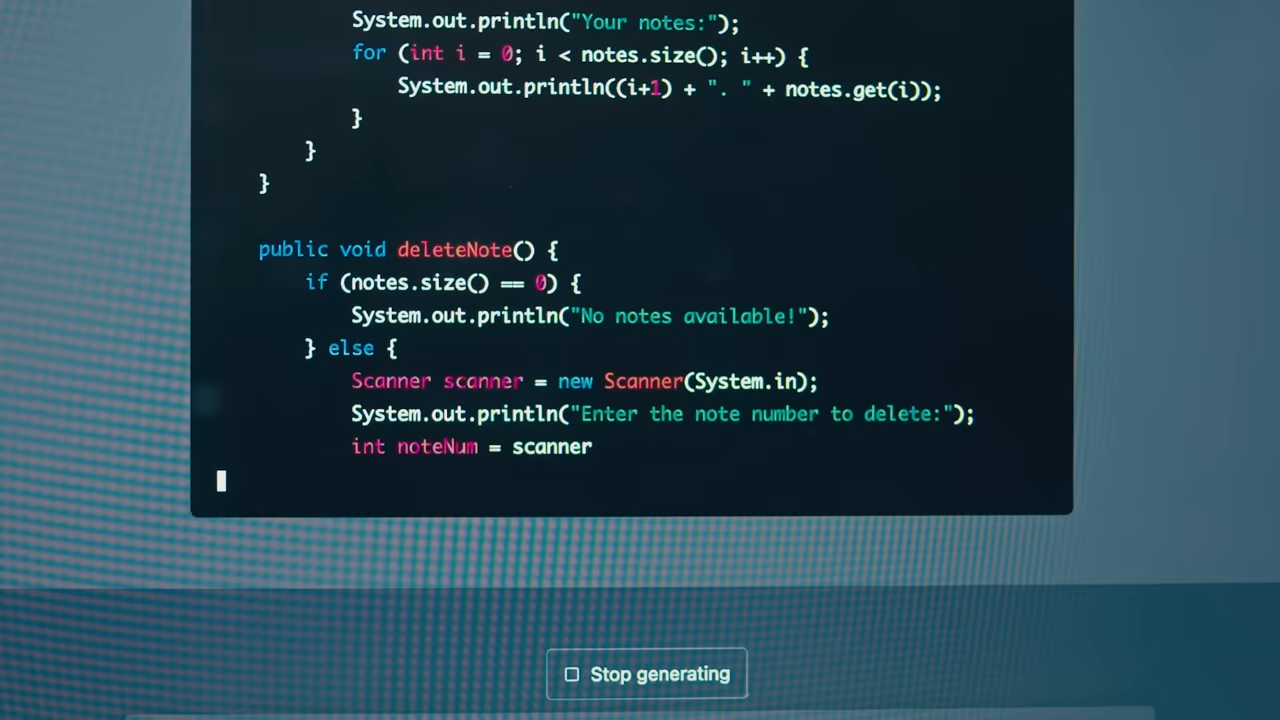 System.out.println("Your notes:");
for (int i = 0; i < notes.size(); i++) {
System.out.println((i+1) + ". " + notes.get(i));
}
}
}
public void deleteNote() {
if (notes.size() == 0) {
System.out.println("No notes available!");
} else {
Scanner scanner = new Scanner(System.in);
System.out.println("Enter the note number to delete:");
int noteNum = scanner
Stop generating